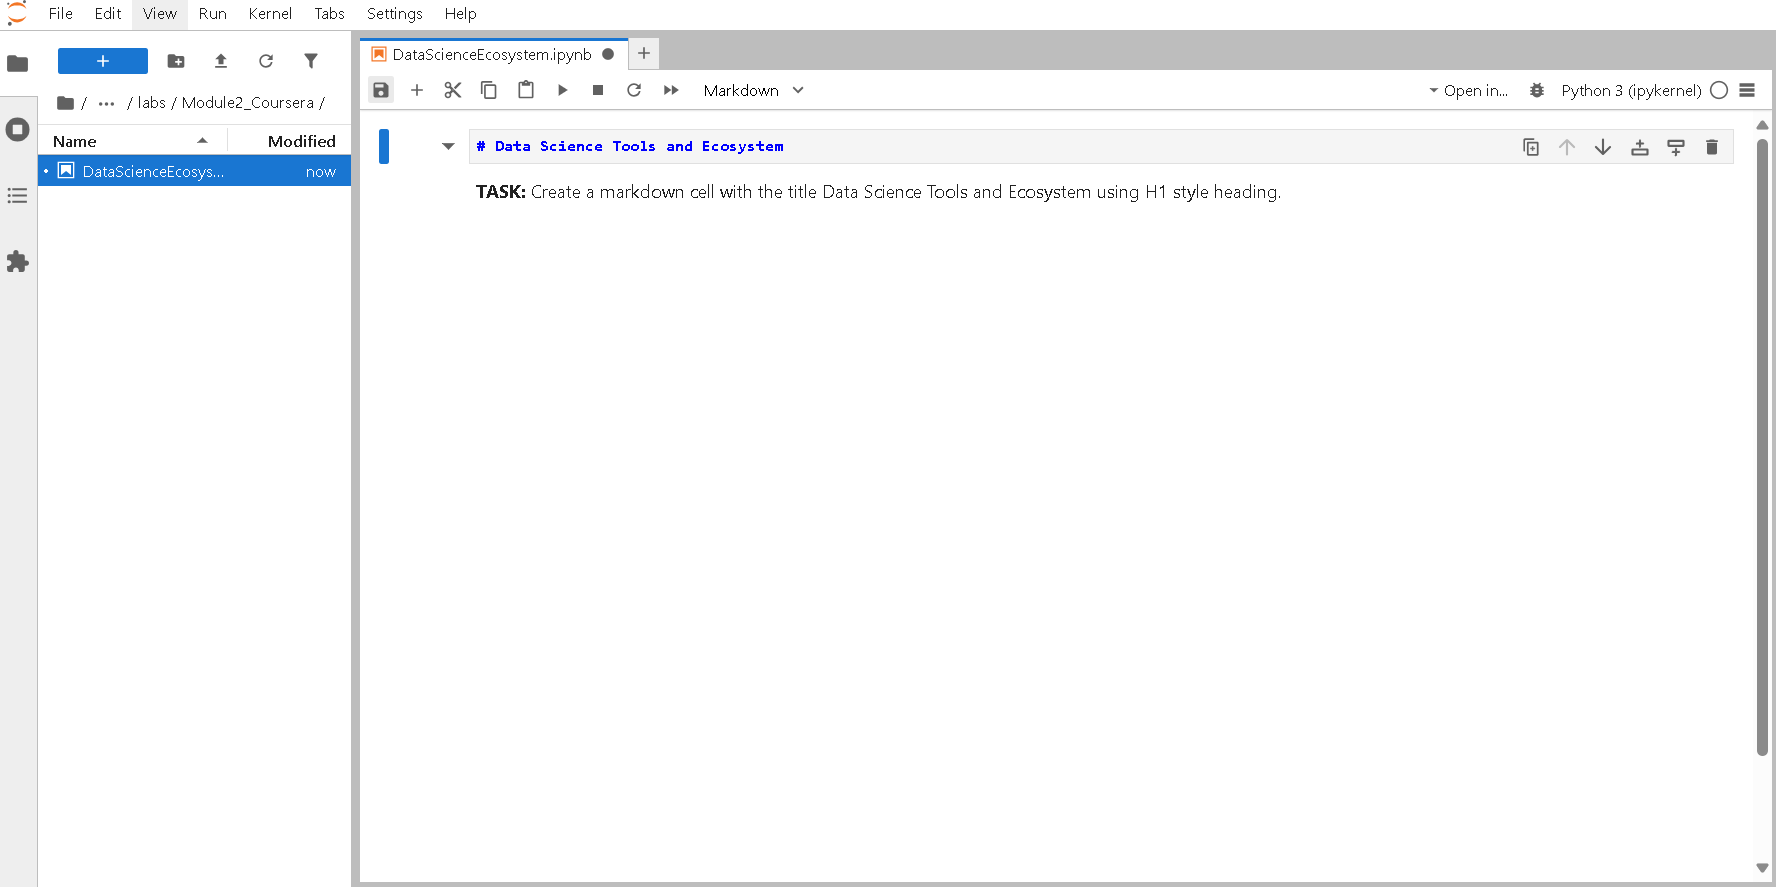 File Edit View Run Kernel Tabs Settings Help
DataScienceEcosystem.ipynb
/ ... / labs / Module2_Coursera /
Markdown
Open in...
Python 3 (ipykernel)
Name Modified
DataScienceEcosys... now
# Data Science Tools and Ecosystem
TASK: Create a markdown cell with the title Data Science Tools and Ecosystem using H1 style heading.